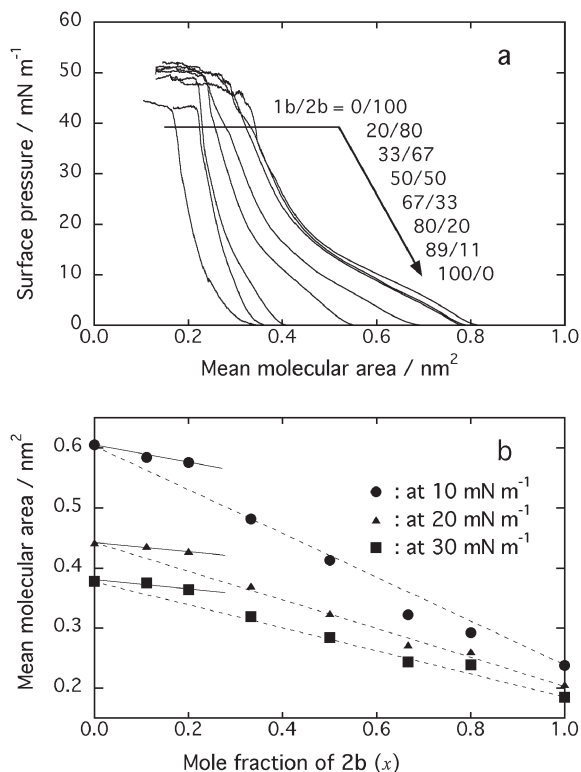 a
60
50
40
30
20
10
0
Surface pressure / mN m-1
1b/2b = 0/100
20/80
33/67
50/50
67/33
80/20
89/11
100/0
0.0 0.2 0.4 0.6 0.8 1.0
Mean molecular area / nm2
b
0.6
0.5
0.4
0.3
0.2
Mean molecular area / nm2
● : at 10 mN m-1
▲ : at 20 mN m-1
■ : at 30 mN m-1
0.0 0.2 0.4 0.6 0.8 1.0
Mole fraction of 2b (x)